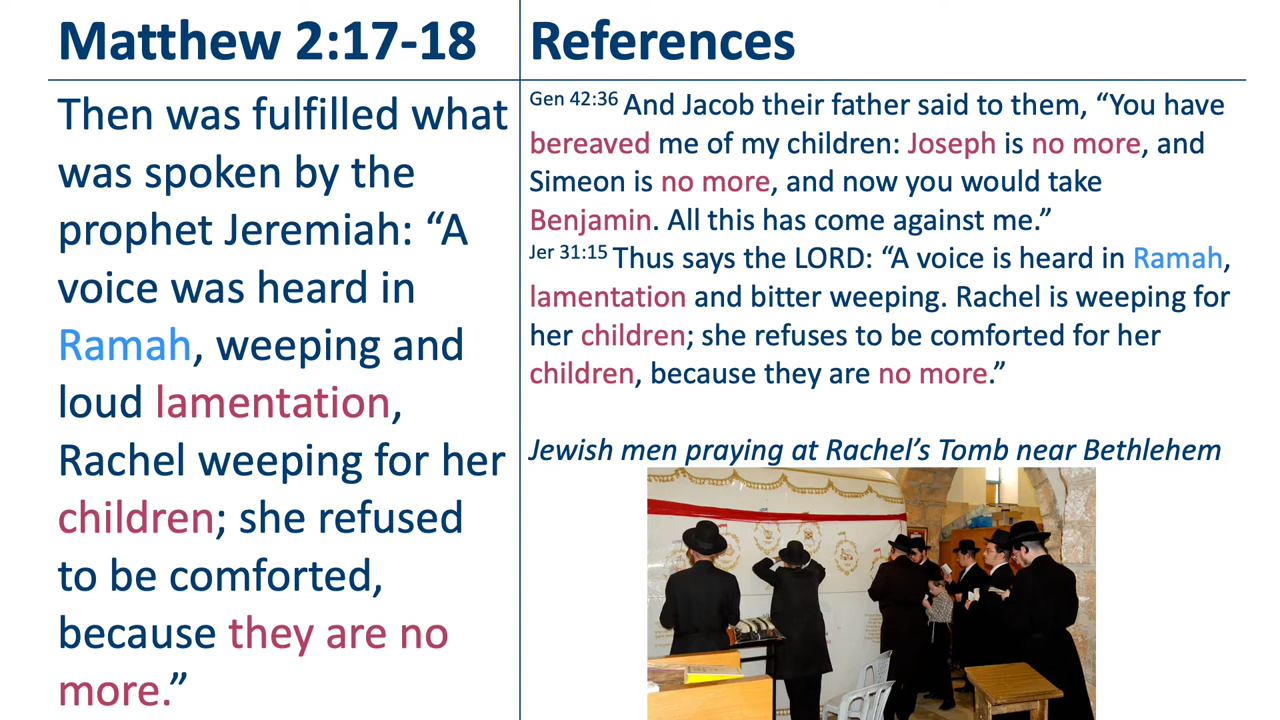 Matthew 2:17-18
Then was fulfilled what
was spoken by the
prophet Jeremiah: “A
voice was heard in
Ramah, weeping and
loud lamentation,
Rachel weeping for her
children; she refused
to be comforted,
because they are no
more.”
References
Gen 42:36 And Jacob their father said to them, “You have
bereaved me of my children: Joseph is no more, and
Simeon is no more, and now you would take
Benjamin. All this has come against me.”
Jer 31:15 Thus says the LORD: “A voice is heard in Ramah,
lamentation and bitter weeping. Rachel is weeping for
her children; she refuses to be comforted for her
children, because they are no more.”
Jewish men praying at Rachel’s Tomb near Bethlehem